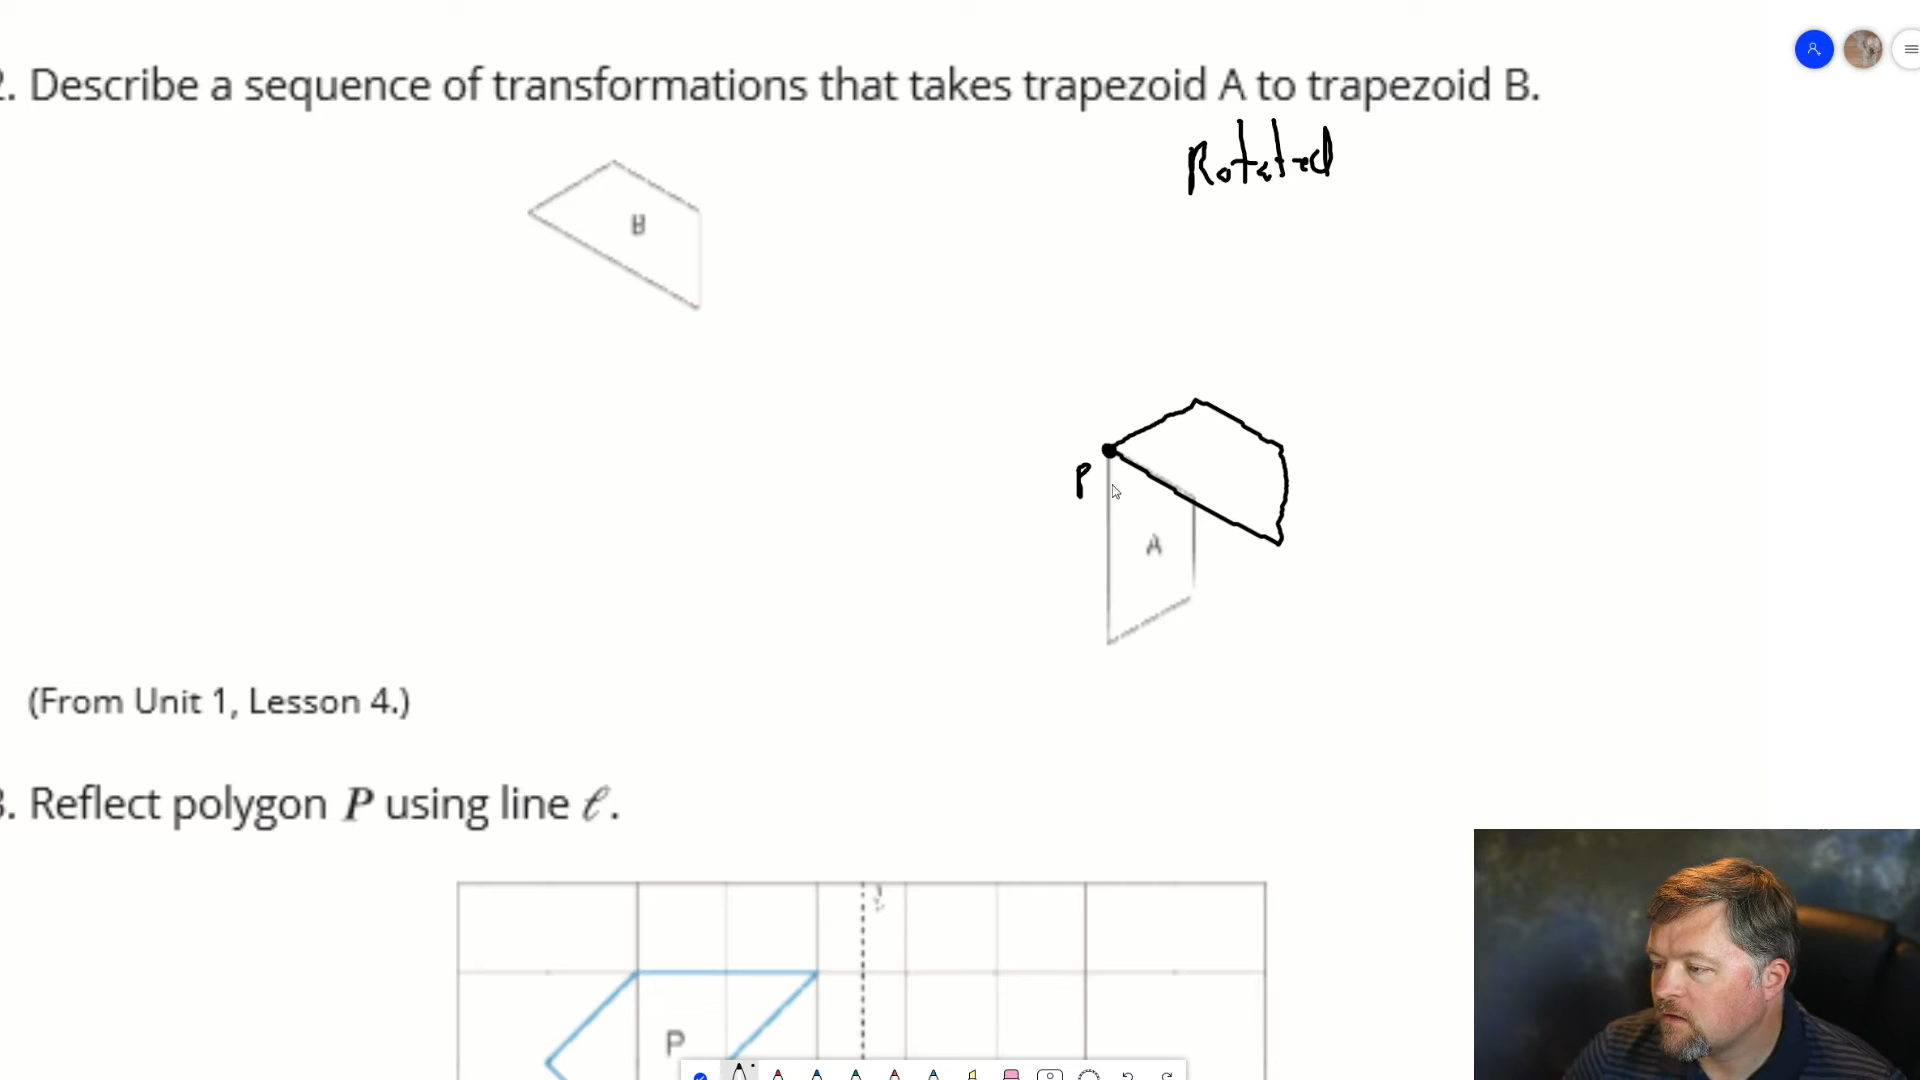 2. Describe a sequence of transformations that takes trapezoid A to trapezoid B.
Rotated
B
P
A
(From Unit 1, Lesson 4.)
3. Reflect polygon P using line ℓ.
P